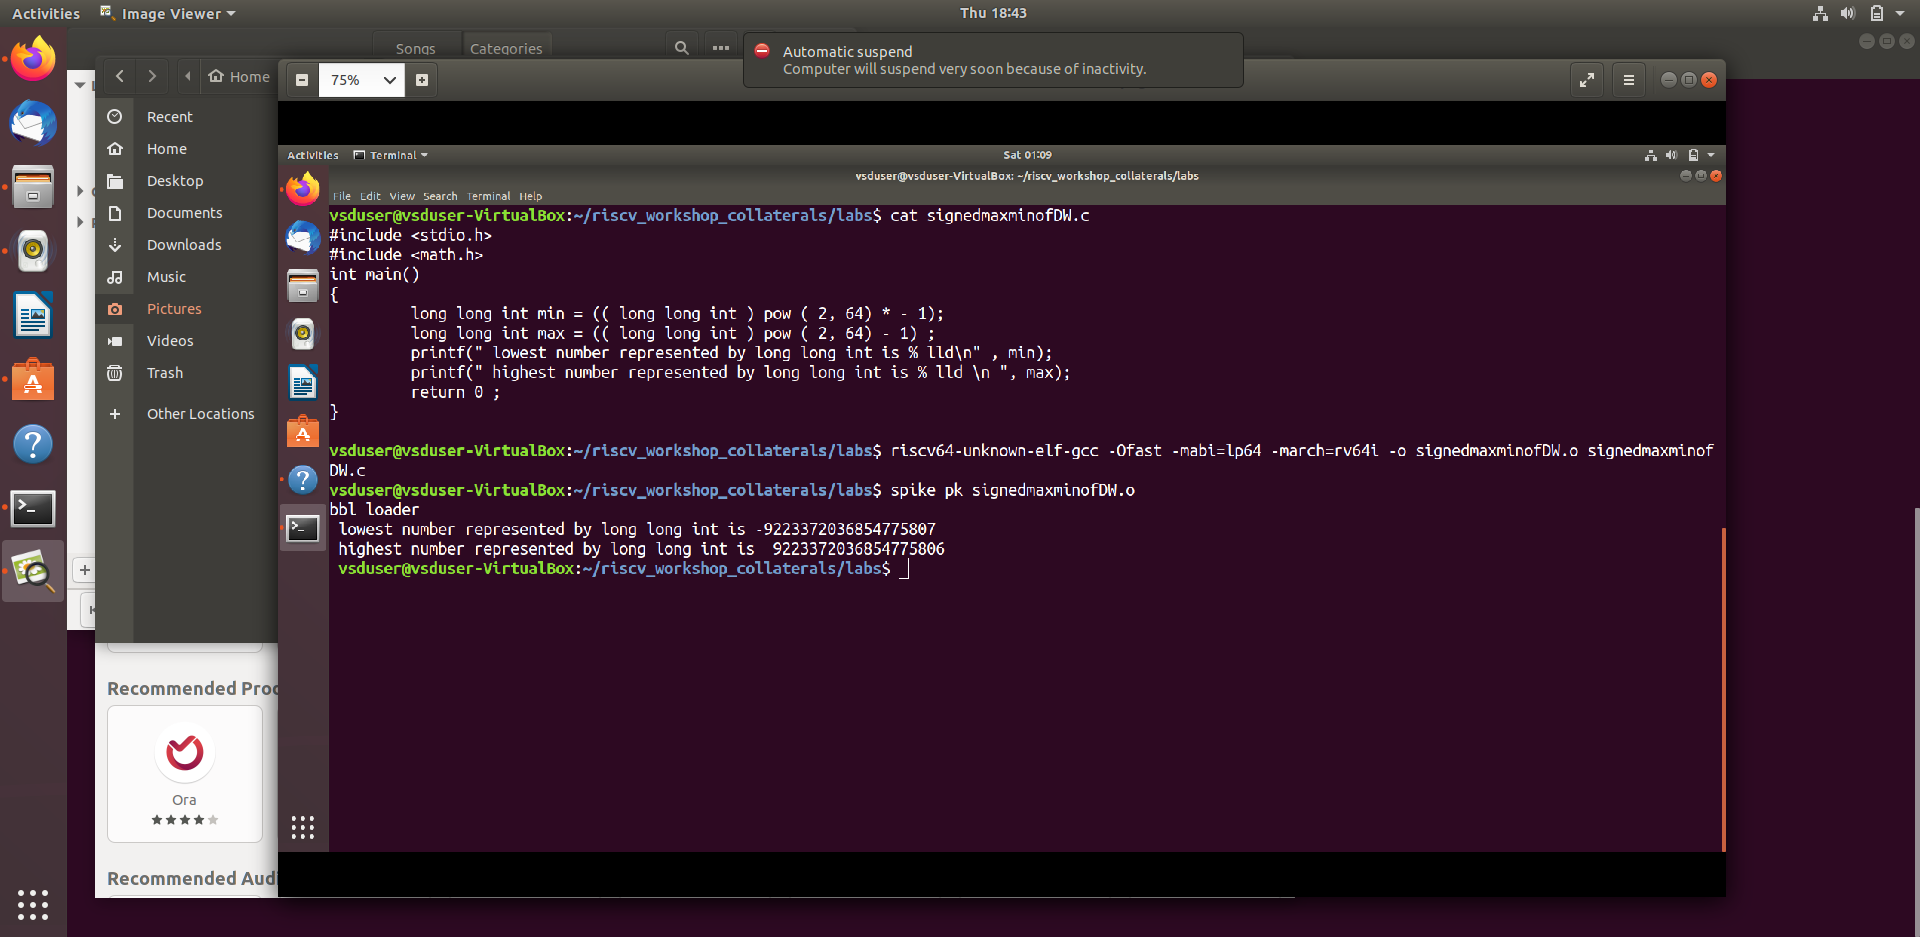 Activities Image Viewer Thu 18:43
Songs Categories
Automatic suspend
Computer will suspend very soon because of inactivity.
Home 75%
Recent
Home
Desktop
Documents
Downloads
Music
Pictures
Videos
Trash
Other Locations
Activities Terminal Sat 01:09
vsduser@vsduser-VirtualBox: ~/riscv_workshop_collaterals/labs
File Edit View Search Terminal Help
vsduser@vsduser-VirtualBox:~/riscv_workshop_collaterals/labs$ cat signedmaxminofDW.c
#include <stdio.h>
#include <math.h>
int main()
{
long long int min = (( long long int ) pow ( 2, 64) * - 1);
long long int max = (( long long int ) pow ( 2, 64) - 1) ;
printf(" lowest number represented by long long int is % lld\n" , min);
printf(" highest number represented by long long int is % lld \n ", max);
return 0 ;
}
vsduser@vsduser-VirtualBox:~/riscv_workshop_collaterals/labs$ riscv64-unknown-elf-gcc -Ofast -mabi=lp64 -march=rv64i -o signedmaxminofDW.o signedmaxminof
DW.c
vsduser@vsduser-VirtualBox:~/riscv_workshop_collaterals/labs$ spike pk signedmaxminofDW.o
bbl loader
lowest number represented by long long int is -9223372036854775807
highest number represented by long long int is  9223372036854775806
vsduser@vsduser-VirtualBox:~/riscv_workshop_collaterals/labs$
Recommended
Ora
Recommended